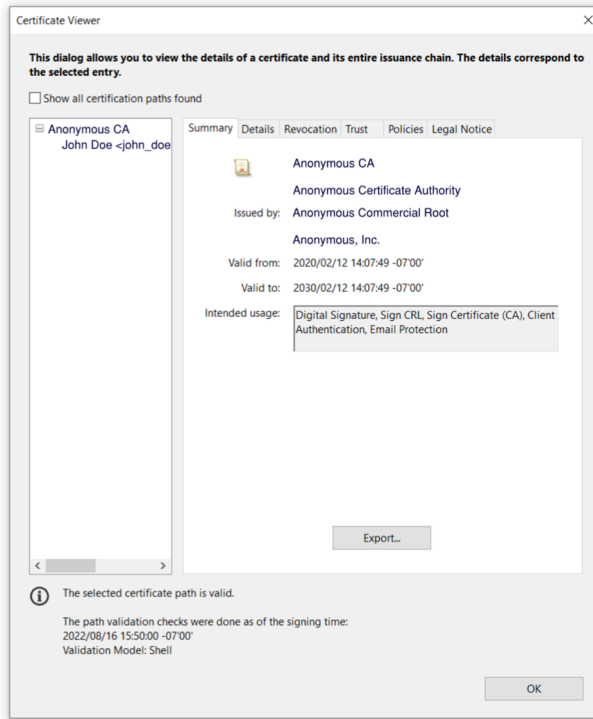 Certificate Viewer
This dialog allows you to view the details of a certificate and its entire issuance chain. The details correspond to
the selected entry.
Show all certification paths found
Anonymous CA
John Doe <john_doe
Summary Details Revocation Trust Policies Legal Notice
Anonymous CA
Anonymous Certificate Authority
Issued by: Anonymous Commercial Root
Anonymous, Inc.
Valid from: 2020/02/12 14:07:49 -07'00'
Valid to: 2030/02/12 14:07:49 -07'00'
Intended usage: Digital Signature, Sign CRL, Sign Certificate (CA), Client
Authentication, Email Protection
Export...
The selected certificate path is valid.
The path validation checks were done as of the signing time:
2022/08/16 15:50:00 -07'00'
Validation Model: Shell
OK